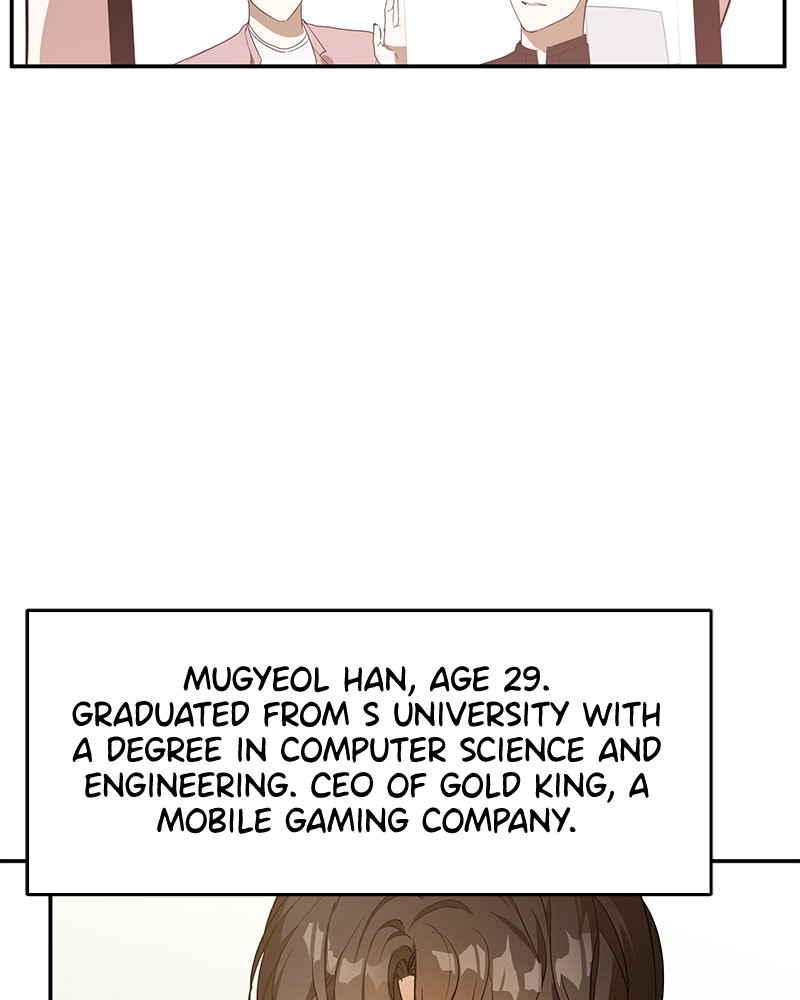 MUGYEOL HAN, AGE 29.
GRADUATED FROM S UNIVERSITY WITH
A DEGREE IN COMPUTER SCIENCE AND
ENGINEERING. CEO OF GOLD KING, A
MOBILE GAMING COMPANY.